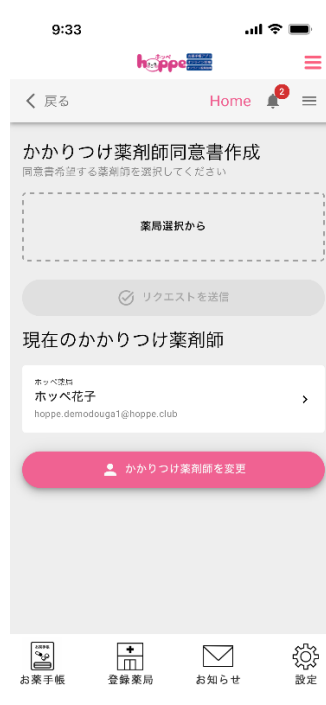 9:33
hoppe
戻る
Home
2
かかりつけ薬剤師同意書作成
同意書希望する薬剤師を選択してください
薬局選択から
リクエストを送信
現在のかかりつけ薬剤師
ホッペ薬局
ホッペ花子
hoppe.demodouga1@hoppe.club
かかりつけ薬剤師を変更
お薬手帳
お薬手帳 登録薬局 お知らせ 設定